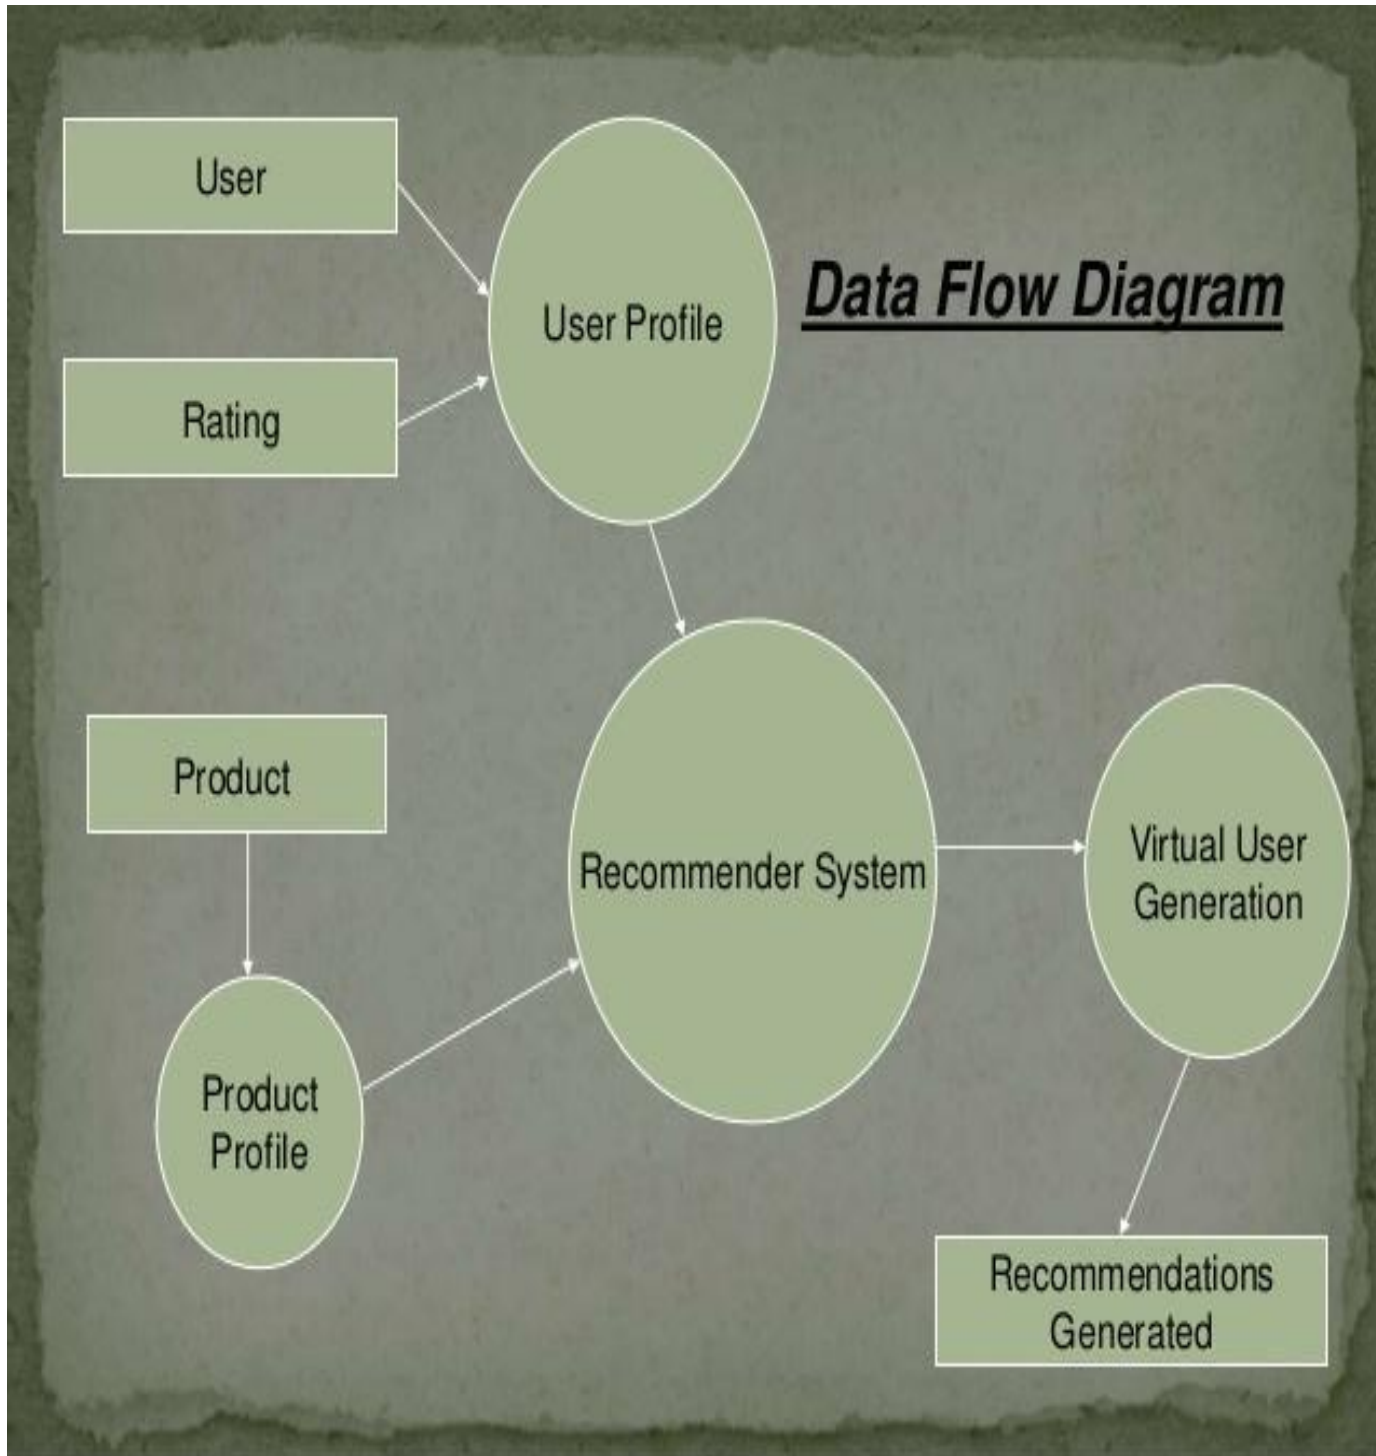 User
User Profile
Data Flow Diagram
Rating
Product
Recommender System
Virtual User
Generation
Product
Profile
Recommendations
Generated